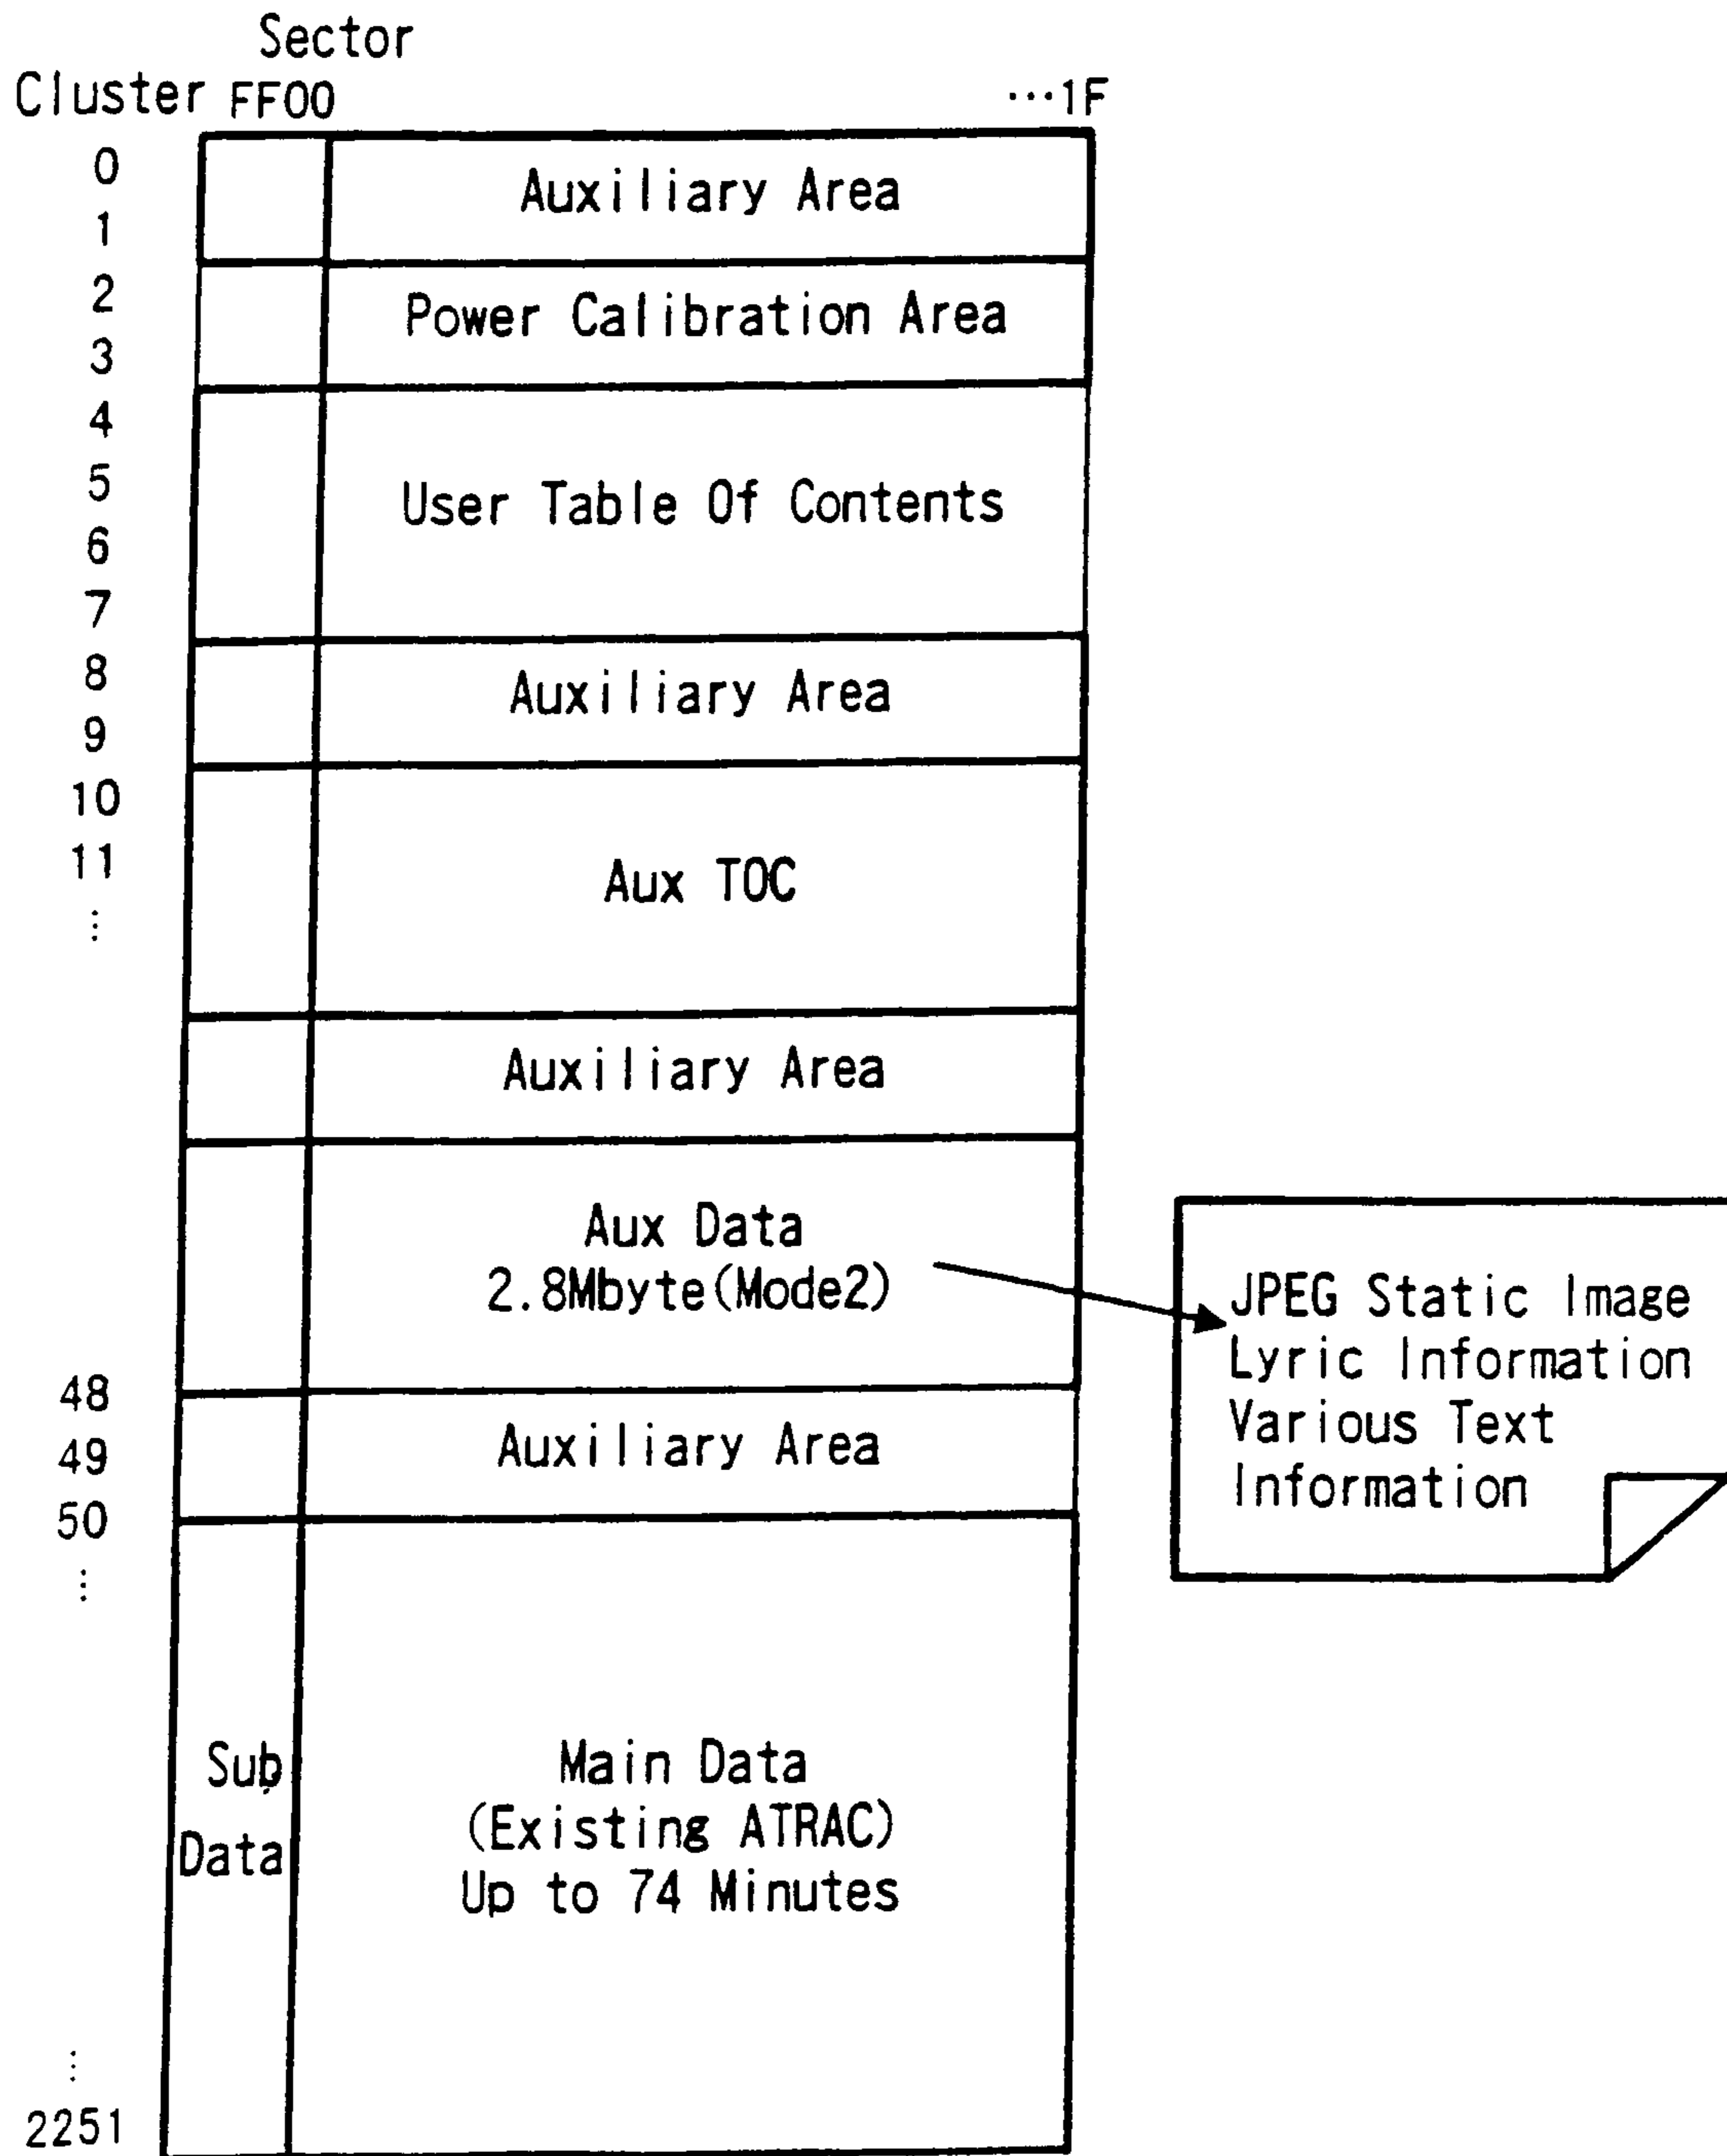 Sector
Cluster FF00 ···1F
0
Auxiliary Area
1
2
Power Calibration Area
3
4
5
User Table Of Contents
6
7
8
Auxiliary Area
9
10
11
Aux TOC
⋮
Auxiliary Area
Aux Data
2.8Mbyte(Mode2)
JPEG Static Image
Lyric Information
Various Text
Information
48
49
Auxiliary Area
50
⋮
Sub
Data
Main Data
(Existing ATRAC)
Up to 74 Minutes
⋮
2251